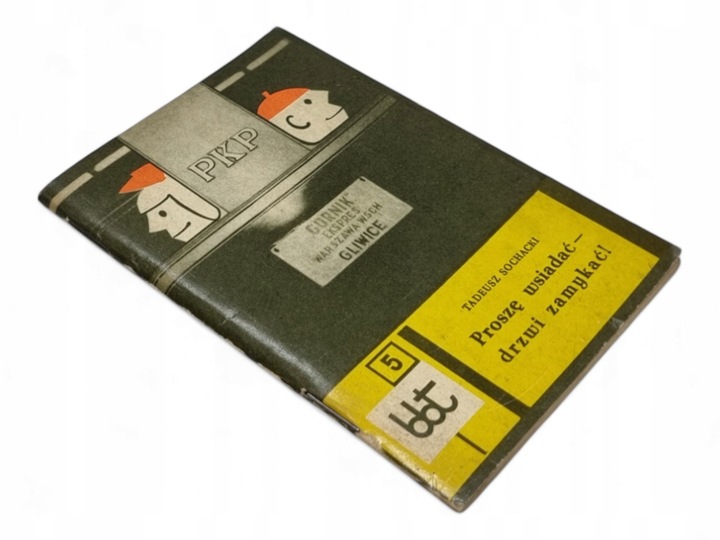 PKP
"GÓRNIK"
EKSPRES
WARSZAWA WSCH
GLIWICE
TADEUSZ SOCHACKI
Proszę wsiadać —
drzwi zamykać!
5
bbt